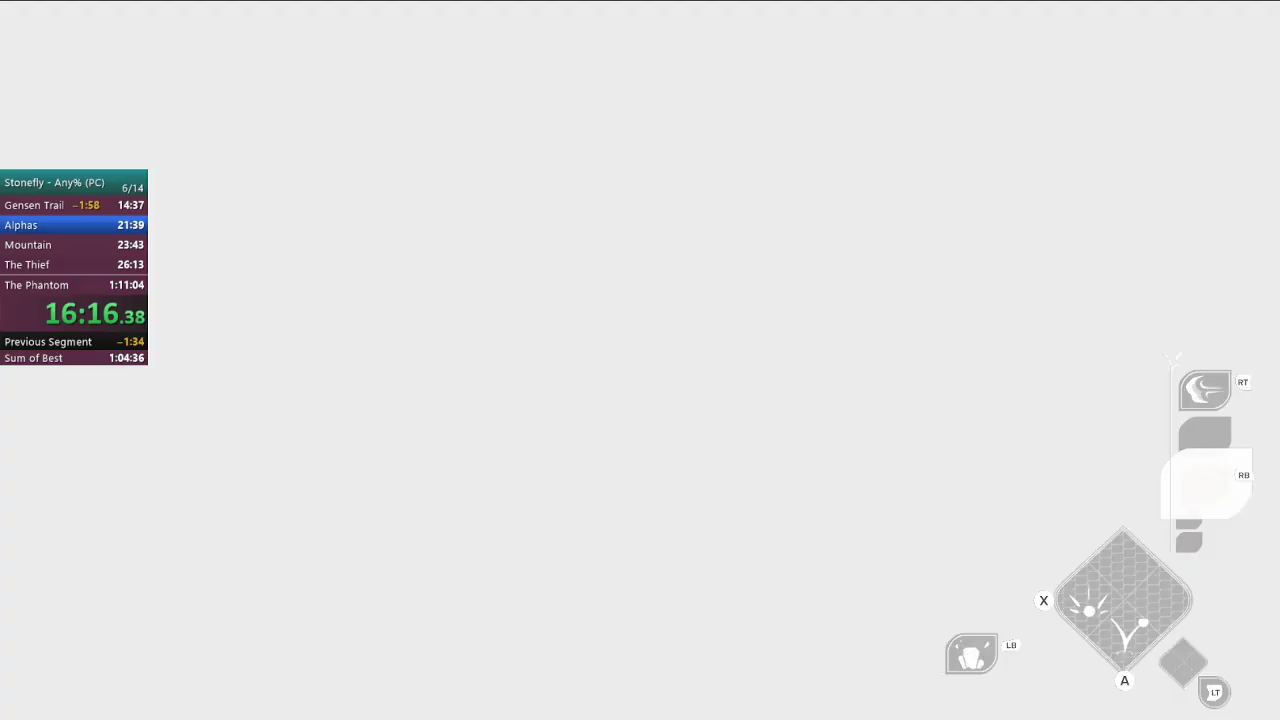 Stonefly - Any% (PC)
6/14
Gensen Trail −1:58 14:37
Alphas 21:39
Mountain 23:43
The Thief 26:13
The Phantom 1:11:04
16:16.38
Previous Segment −1:34
Sum of Best 1:04:36
RT
RB
X
LB
A
LT